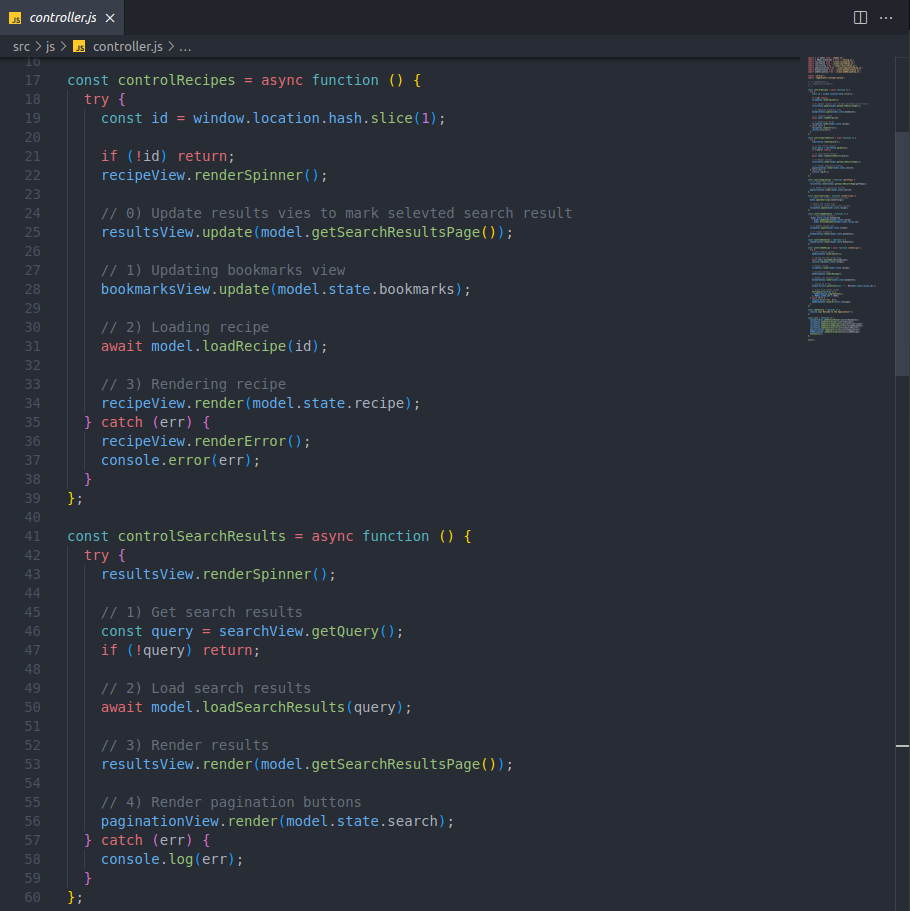 JS controller.js ×
src > js > JS controller.js > ...
16
17 const controlRecipes = async function () {
18 try {
19 const id = window.location.hash.slice(1);
20
21 if (!id) return;
22 recipeView.renderSpinner();
23
24 // 0) Update results vies to mark selevted search result
25 resultsView.update(model.getSearchResultsPage());
26
27 // 1) Updating bookmarks view
28 bookmarksView.update(model.state.bookmarks);
29
30 // 2) Loading recipe
31 await model.loadRecipe(id);
32
33 // 3) Rendering recipe
34 recipeView.render(model.state.recipe);
35 } catch (err) {
36 recipeView.renderError();
37 console.error(err);
38 }
39 };
40
41 const controlSearchResults = async function () {
42 try {
43 resultsView.renderSpinner();
44
45 // 1) Get search results
46 const query = searchView.getQuery();
47 if (!query) return;
48
49 // 2) Load search results
50 await model.loadSearchResults(query);
51
52 // 3) Render results
53 resultsView.render(model.getSearchResultsPage());
54
55 // 4) Render pagination buttons
56 paginationView.render(model.state.search);
57 } catch (err) {
58 console.log(err);
59 }
60 };